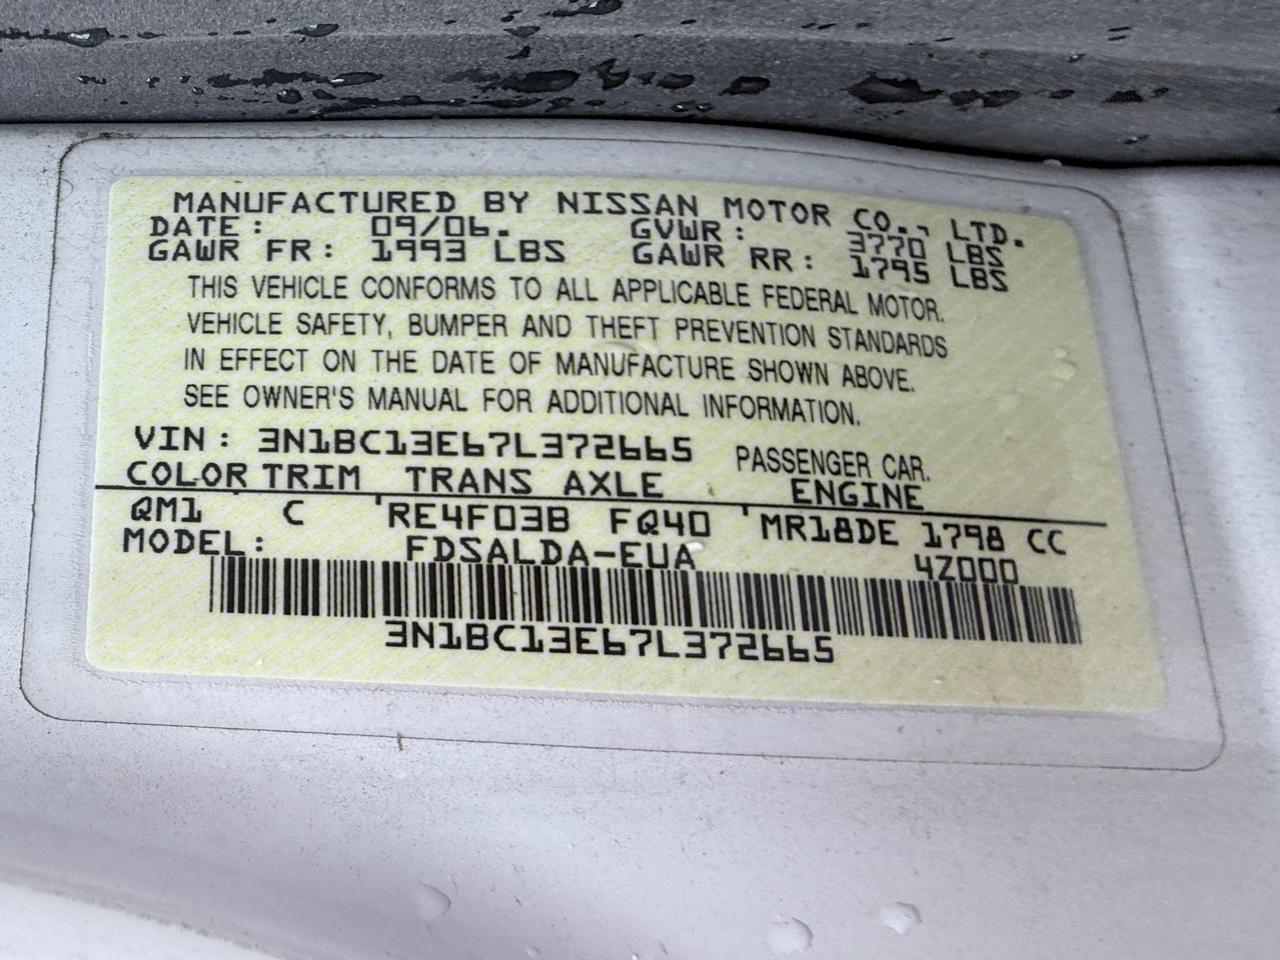 MANUFACTURED BY NISSAN MOTOR CO., LTD.
DATE: 09/06. GVWR: 3770 LBS
GAWR FR: 1993 LBS GAWR RR: 1795 LBS
THIS VEHICLE CONFORMS TO ALL APPLICABLE FEDERAL MOTOR.
VEHICLE SAFETY, BUMPER AND THEFT PREVENTION STANDARDS
IN EFFECT ON THE DATE OF MANUFACTURE SHOWN ABOVE.
SEE OWNER'S MANUAL FOR ADDITIONAL INFORMATION.
VIN: 3N1BC13E67L372665 PASSENGER CAR.
COLOR TRIM TRANS AXLE ENGINE
QM1 C RE4F03B FQ40 MR18DE 1798 CC
MODEL: FDSALDA-EUA 4Z000
3N1BC13E67L372665